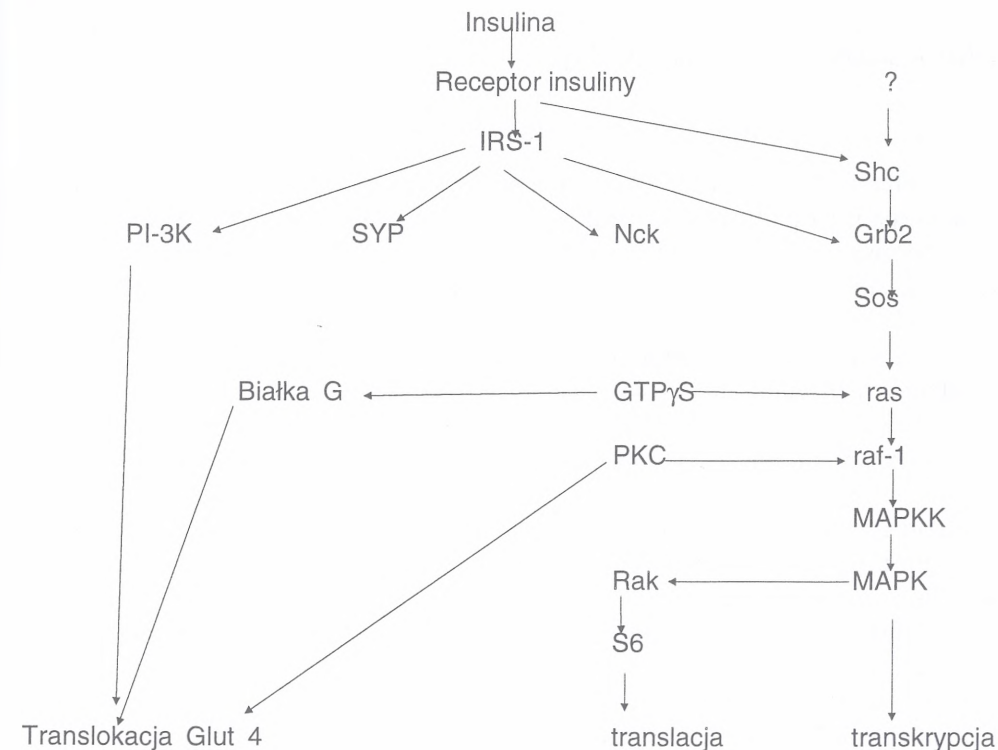 Insulina
Receptor insuliny ?
IRS-1
Shc
PI-3K SYP Nck Grb2
Sos
Białka G GTPγS ras
PKC raf-1
MAPKK
Rak MAPK
S6
Translokacja Glut 4 translacja transkrypcja